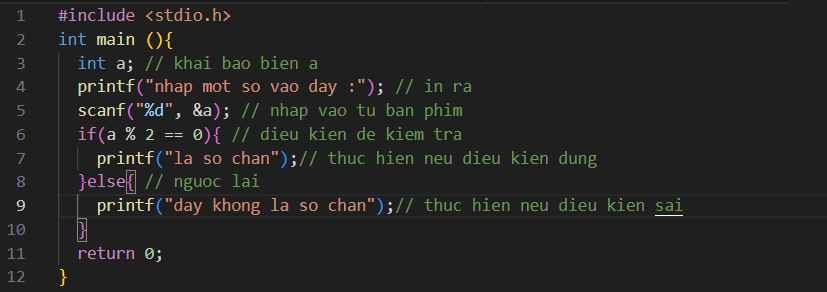 1 #include <stdio.h>
2 int main (){
3 int a; // khai bao bien a
4 printf("nhap mot so vao day :"); // in ra
5 scanf("%d", &a); // nhap vao tu ban phim
6 if(a % 2 == 0){ // dieu kien de kiem tra
7 printf("la so chan");// thuc hien neu dieu kien dung
8 }else{ // nguoc lai
9 printf("day khong la so chan");// thuc hien neu dieu kien sai
10 }
11 return 0;
12 }